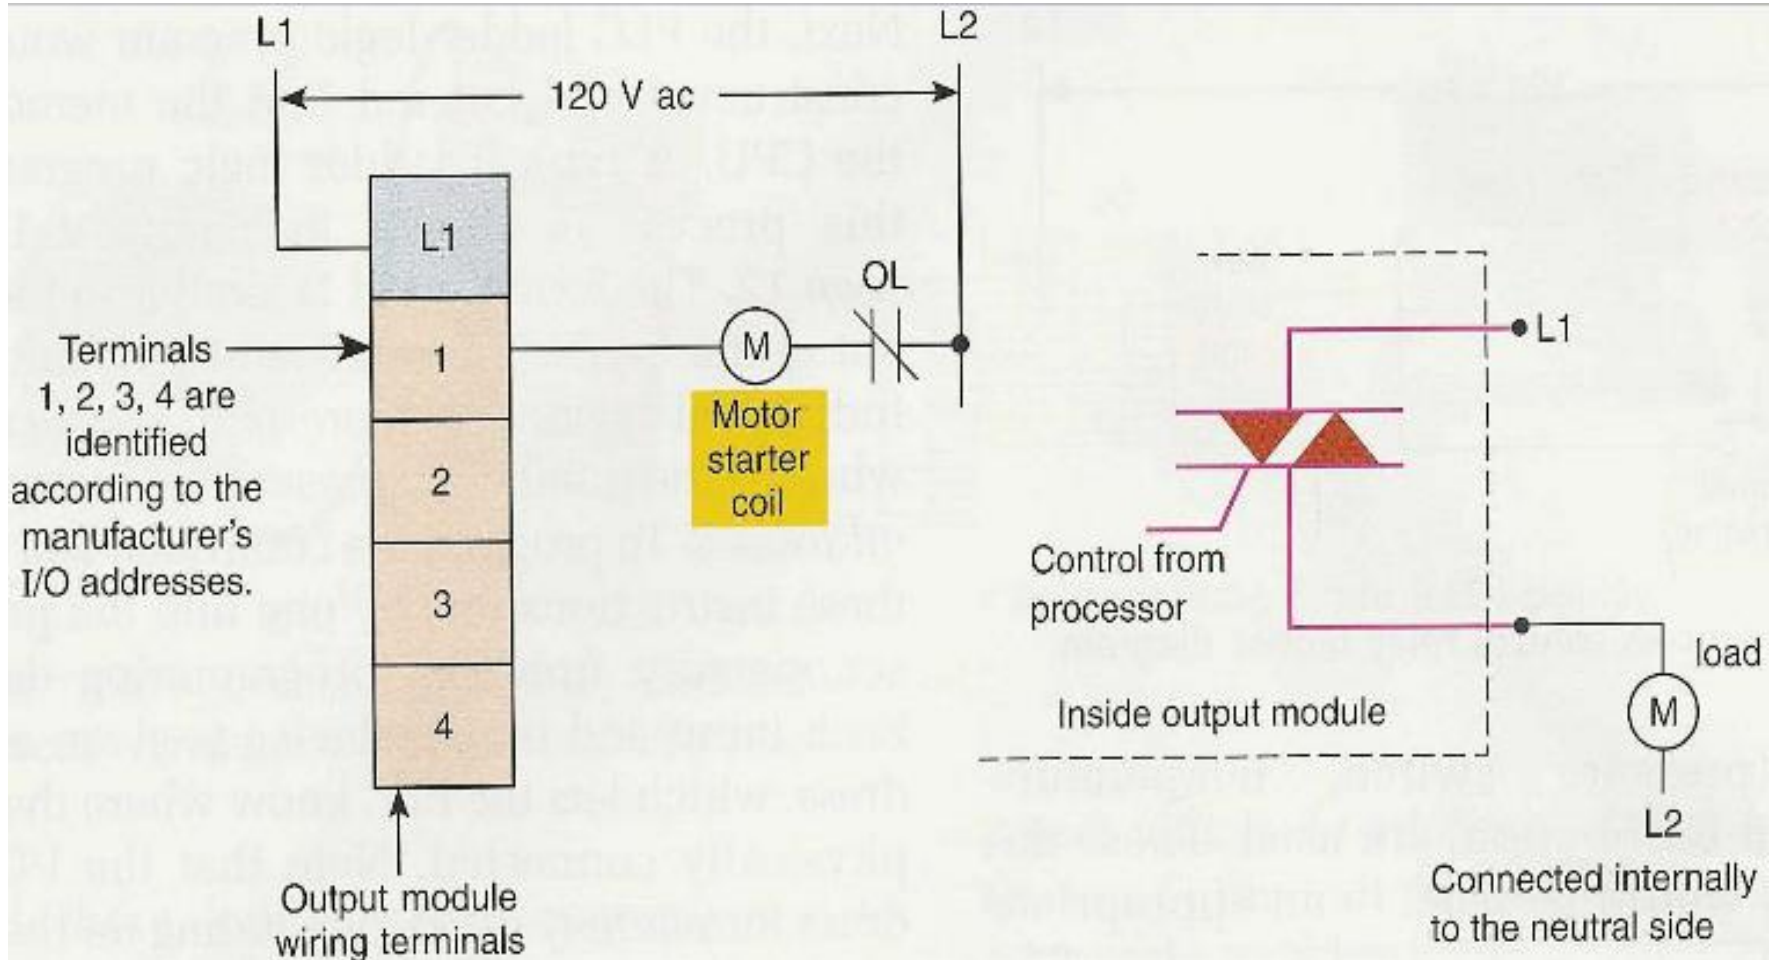 L1
L2
120 V ac
L1
OL
L1
Terminals
1, 2, 3, 4 are
identified
according to the
manufacturer's
I/O addresses.
1
M
Motor
starter
coil
2
3
4
Control from
processor
load
M
Inside output module
L2
Output module
wiring terminals
Connected internally
to the neutral side